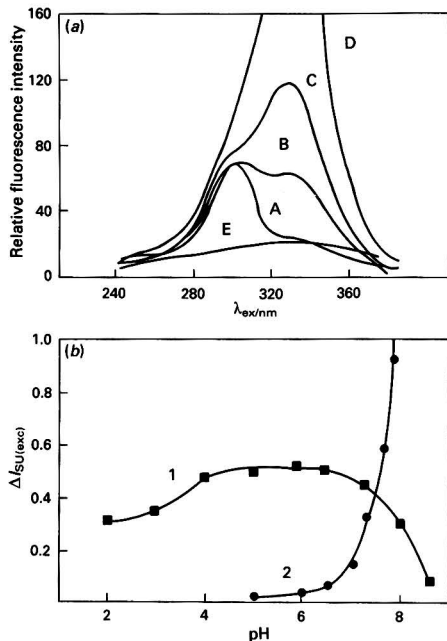 (a)
160
120
80
40
0
Relative fluorescence intensity
A
B
C
D
E
240 280 320 360
λex/nm
(b)
1.0
0.8
0.6
0.4
0.2
ΔISU(exc)
1
2
2 4 6 8
pH